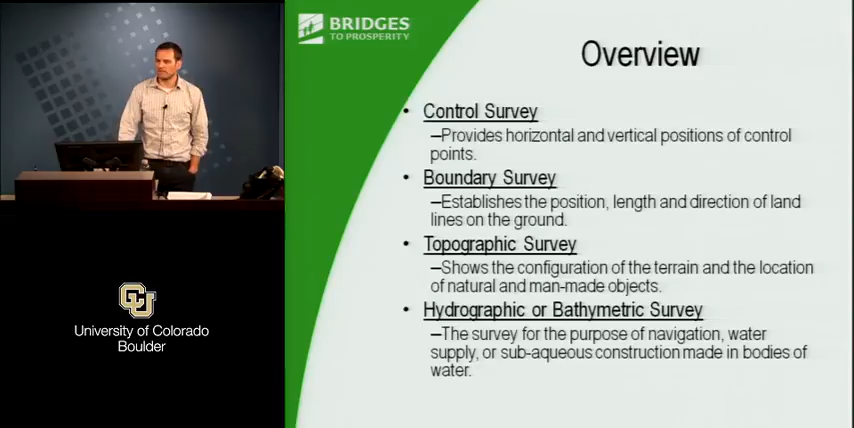 BRIDGES
TO PROSPERITY
Overview
• Control Survey
–Provides horizontal and vertical positions of control
points.
• Boundary Survey
–Establishes the position, length and direction of land
lines on the ground.
• Topographic Survey
–Shows the configuration of the terrain and the location
of natural and man-made objects.
• Hydrographic or Bathymetric Survey
–The survey for the purpose of navigation, water
supply, or sub-aqueous construction made in bodies of
water.
CU
University of Colorado
Boulder